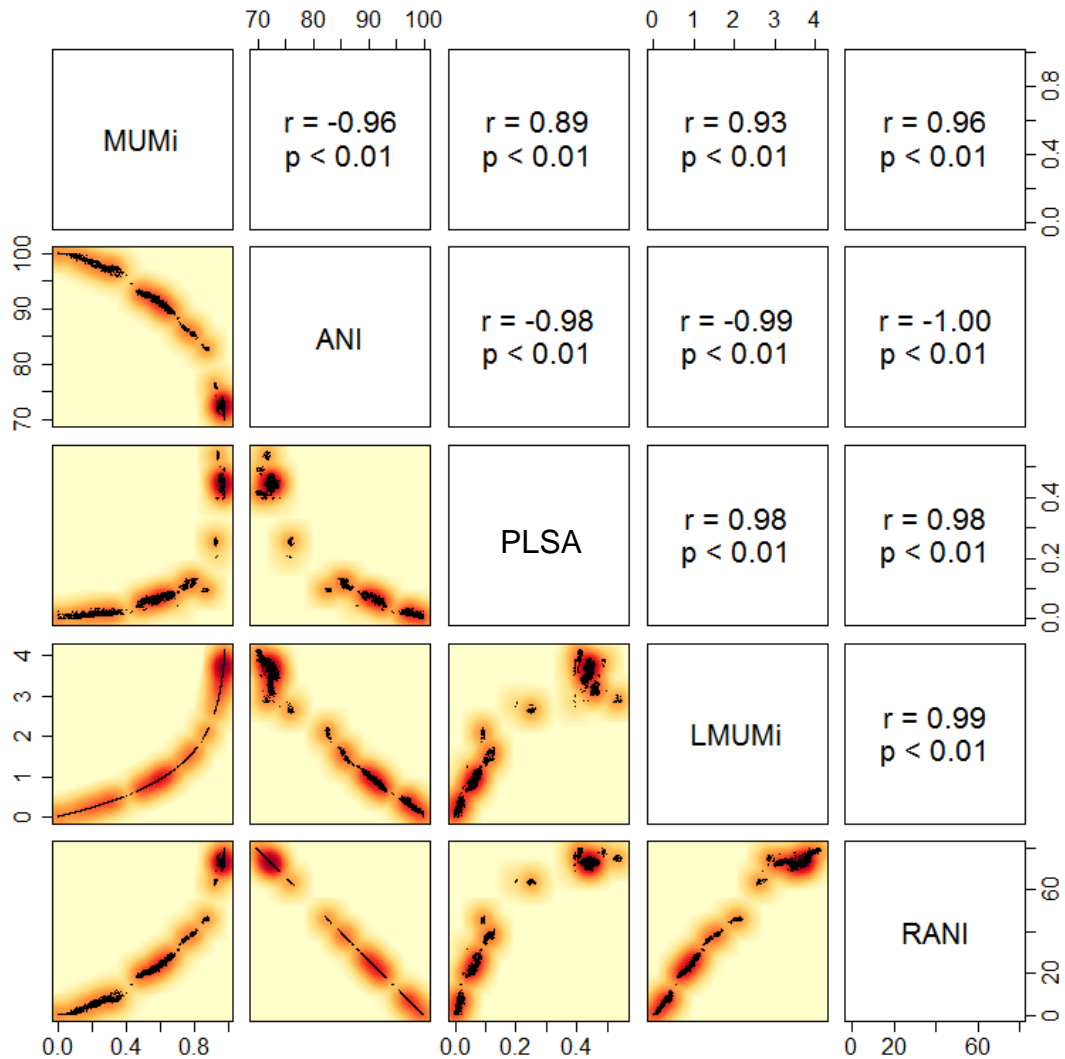 70 80 90 100 0 1 2 3 4
MUMi
r = -0.96
p < 0.01
r = 0.89
p < 0.01
r = 0.93
p < 0.01
r = 0.96
p < 0.01
0.0 0.4 0.8
70 80 90 100
ANI
r = -0.98
p < 0.01
r = -0.99
p < 0.01
r = -1.00
p < 0.01
PLSA
r = 0.98
p < 0.01
r = 0.98
p < 0.01
0.0 0.2 0.4
0 1 2 3 4
LMUMi
r = 0.99
p < 0.01
RANI
0 20 60
0.0 0.4 1.0 0.0 0.2 0.4 0 20 60